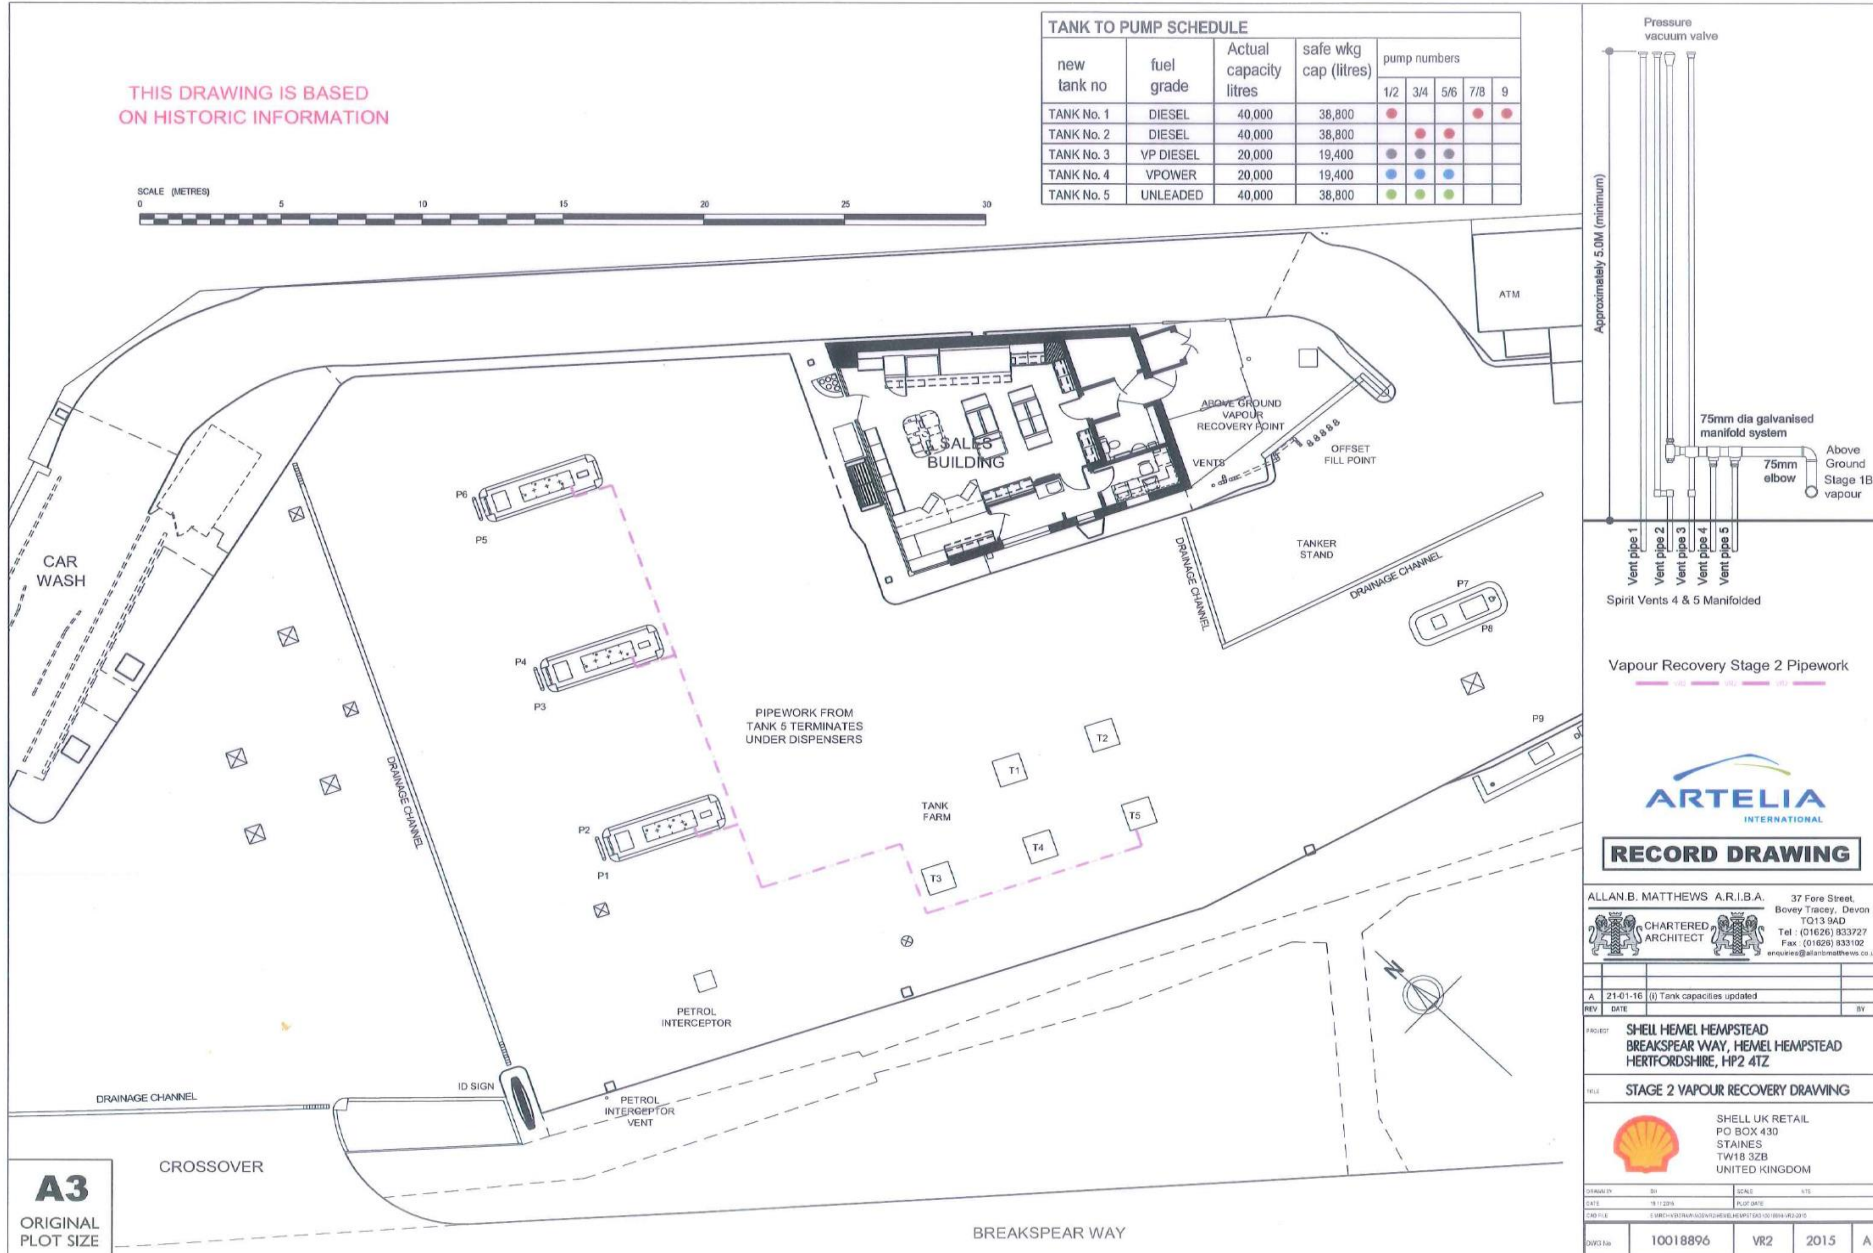 THIS DRAWING IS BASED
ON HISTORIC INFORMATION
SCALE (METRES)
0 5 10 15 20 25 30
TANK TO PUMP SCHEDULE
new tank no | fuel grade | Actual capacity litres | safe wkg cap (litres) | pump numbers
1/2 3/4 5/6 7/8 9
TANK No. 1 DIESEL 40,000 38,800
TANK No. 2 DIESEL 40,000 38,800
TANK No. 3 VP DIESEL 20,000 19,400
TANK No. 4 VPOWER 20,000 19,400
TANK No. 5 UNLEADED 40,000 38,800
ATM
ABOVE GROUND
VAPOUR
RECOVERY POINT
OFFSET
FILL POINT
SALES
BUILDING
VENTS
P6
P5
CAR
WASH
TANKER
STAND
DRAINAGE CHANNEL
DRAINAGE CHANNEL
P7
P8
P4
P3
PIPEWORK FROM
TANK 5 TERMINATES
UNDER DISPENSERS
P9
T2
T1
DRAINAGE CHANNEL
TANK
FARM
T5
P2
T4
P1
T3
N
PETROL
INTERCEPTOR
ID SIGN
DRAINAGE CHANNEL
PETROL
INTERCEPTOR
VENT
CROSSOVER
A3
ORIGINAL
PLOT SIZE
BREAKSPEAR WAY
Pressure
vacuum valve
Approximately 5.0M (minimum)
75mm dia galvanised
manifold system
75mm
elbow
Above
Ground
Stage 1B
vapour
Vent pipe 1
Vent pipe 2
Vent pipe 3
Vent pipe 4
Vent pipe 5
Spirit Vents 4 & 5 Manifolded
Vapour Recovery Stage 2 Pipework
ARTELIA
INTERNATIONAL
RECORD DRAWING
ALLAN.B. MATTHEWS A.R.I.B.A.
CHARTERED
ARCHITECT
37 Fore Street,
Bovey Tracey, Devon
TQ13 9AD
Tel : (01626) 833727
Fax : (01626) 833102
A 21-01-16 (i) Tank capacities updated
REV DATE BY
PROJECT
SHELL HEMEL HEMPSTEAD
BREAKSPEAR WAY, HEMEL HEMPSTEAD
HERTFORDSHIRE, HP2 4TZ
TITLE
STAGE 2 VAPOUR RECOVERY DRAWING
SHELL UK RETAIL
PO BOX 430
STAINES
TW18 3ZB
UNITED KINGDOM
SCALE
DATE PLOT DATE
DWG No 10018896 VR2 2015 A